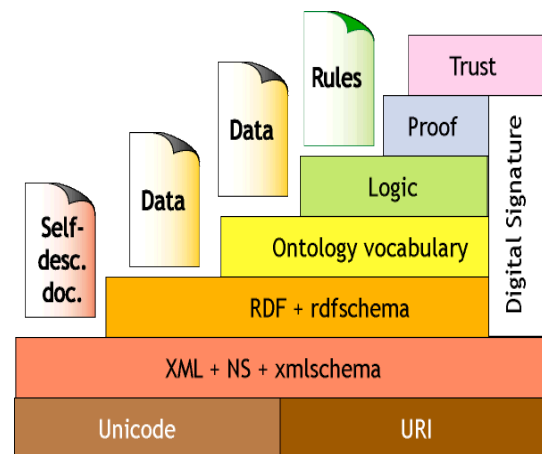 Rules
Trust
Data
Proof
Data
Logic
Self-
desc.
doc.
Ontology vocabulary
Digital Signature
RDF + rdfschema
XML + NS + xmlschema
Unicode
URI